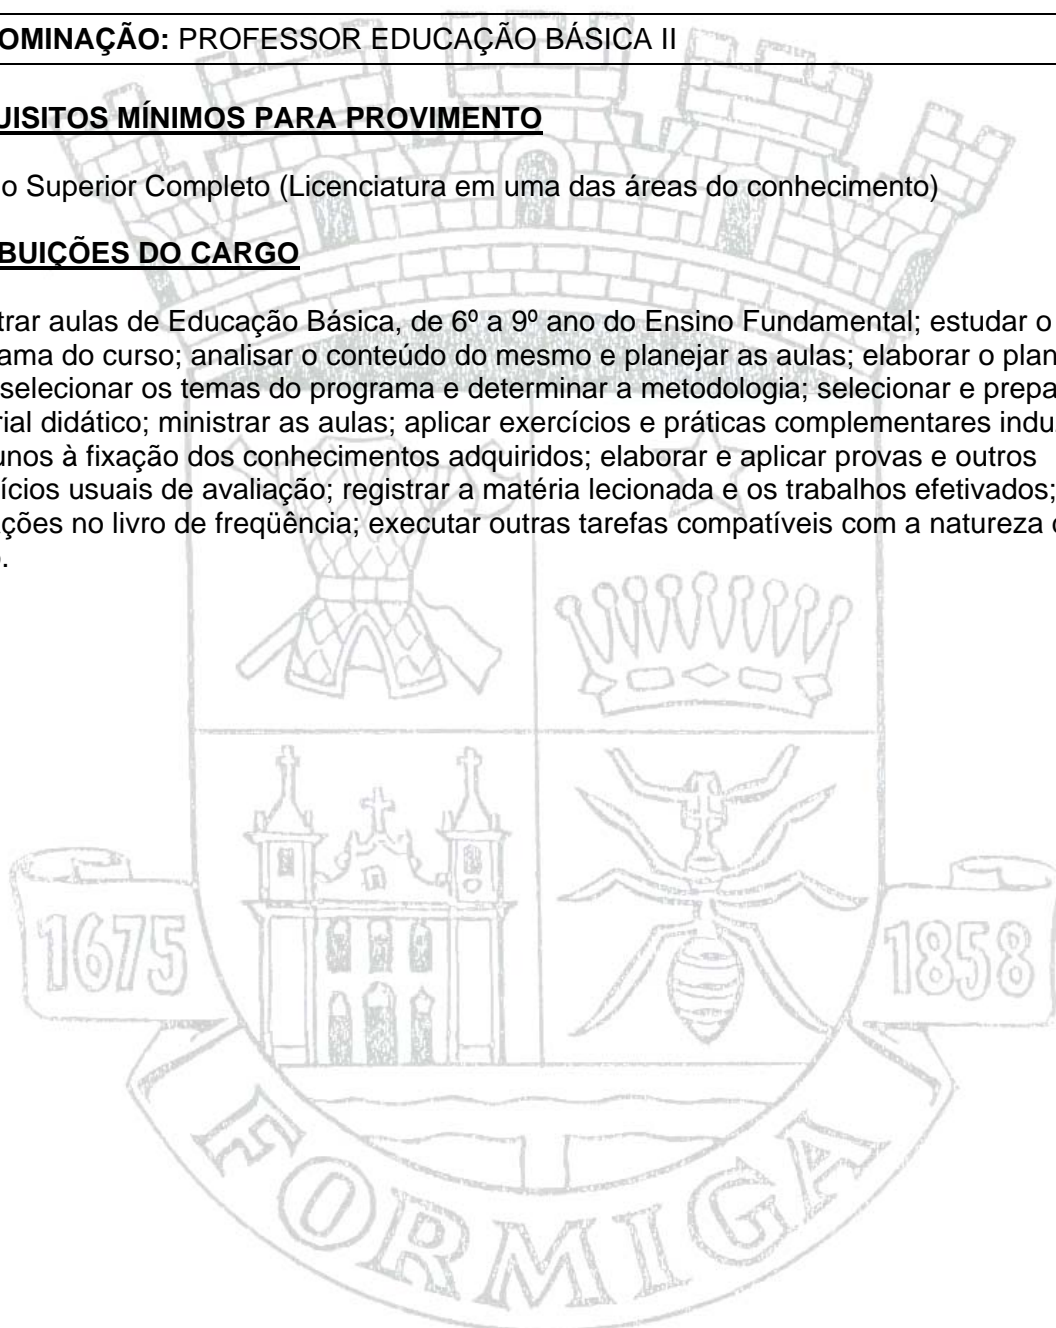 OMINAÇÃO: PROFESSOR EDUCAÇÃO BÁSICA II
UISITOS MÍNIMOS PARA PROVIMENTO
o Superior Completo (Licenciatura em uma das áreas do conhecimento)
BUIÇÕES DO CARGO
trar aulas de Educação Básica, de 6º a 9º ano do Ensino Fundamental; estudar o
ama do curso; analisar o conteúdo do mesmo e planejar as aulas; elaborar o plan
selecionar os temas do programa e determinar a metodologia; selecionar e prepa
rial didático; ministrar as aulas; aplicar exercícios e práticas complementares indu
unos à fixação dos conhecimentos adquiridos; elaborar e aplicar provas e outros
ícios usuais de avaliação; registrar a matéria lecionada e os trabalhos efetivados;
ações no livro de freqüência; executar outras tarefas compatíveis com a natureza
.
1675
1858
FORMIGA